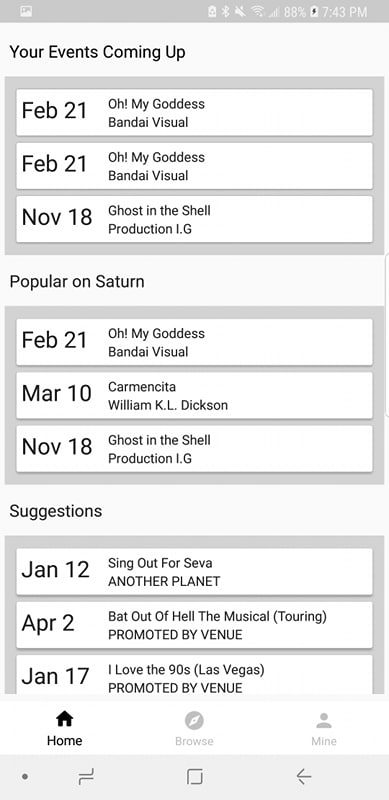 88% 7:43 PM
Your Events Coming Up
Feb 21
Oh! My Goddess
Bandai Visual
Feb 21
Oh! My Goddess
Bandai Visual
Nov 18
Ghost in the Shell
Production I.G
Popular on Saturn
Feb 21
Oh! My Goddess
Bandai Visual
Mar 10
Carmencita
William K.L. Dickson
Nov 18
Ghost in the Shell
Production I.G
Suggestions
Jan 12
Sing Out For Seva
ANOTHER PLANET
Apr 2
Bat Out Of Hell The Musical (Touring)
PROMOTED BY VENUE
Jan 17
I Love the 90s (Las Vegas)
PROMOTED BY VENUE
Home Browse Mine